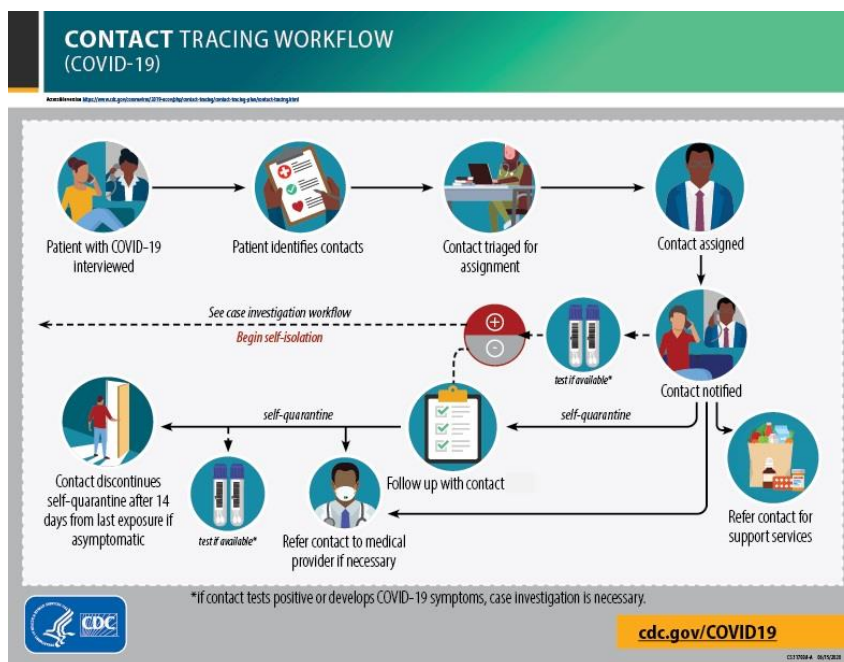 CONTACT TRACING WORKFLOW
(COVID-19)
Patient with COVID-19
interviewed
Patient identifies contacts
Contact triaged for
assignment
Contact assigned
See case investigation workflow
Begin self-isolation
test if available*
Contact notified
self-quarantine
self-quarantine
Contact discontinues
self-quarantine after 14
days from last exposure if
asymptomatic
test if available*
Refer contact to medical
provider if necessary
Follow up with contact
Refer contact for
support services
*if contact tests positive or develops COVID-19 symptoms, case investigation is necessary.
CDC
cdc.gov/COVID19